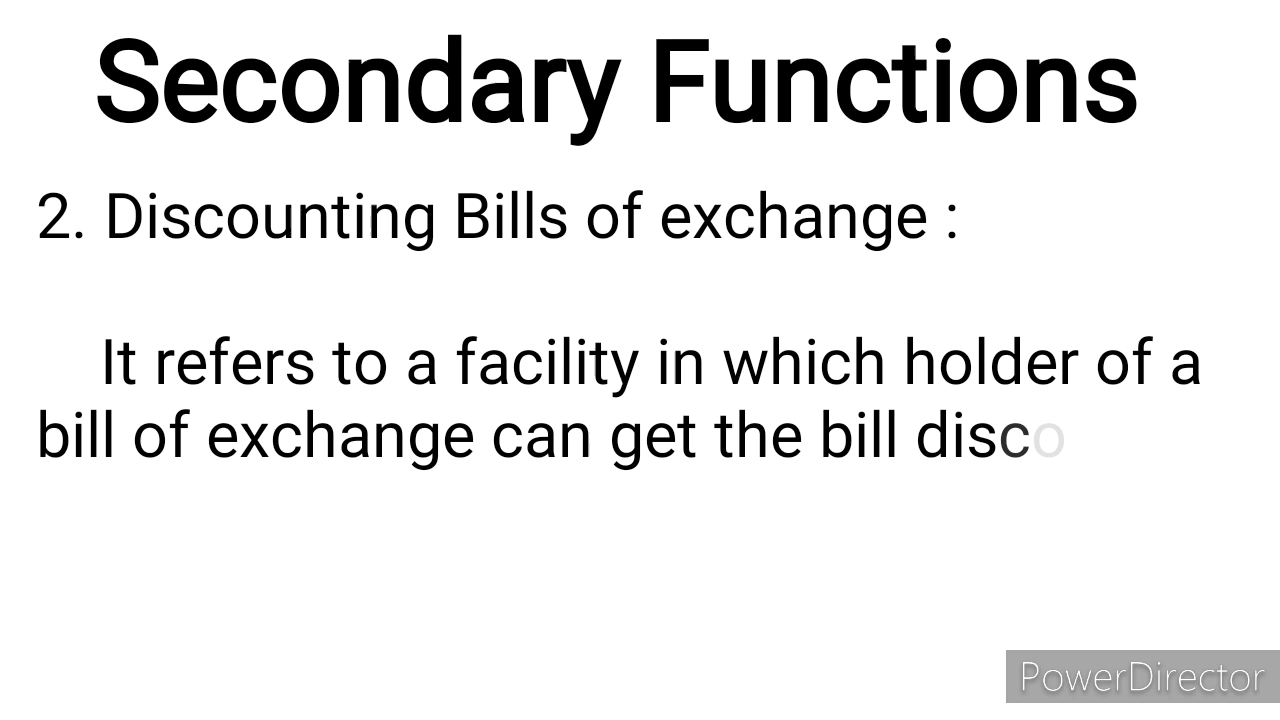 Secondary Functions
2. Discounting Bills of exchange :
It refers to a facility in which holder of a
bill of exchange can get the bill disco
PowerDirector